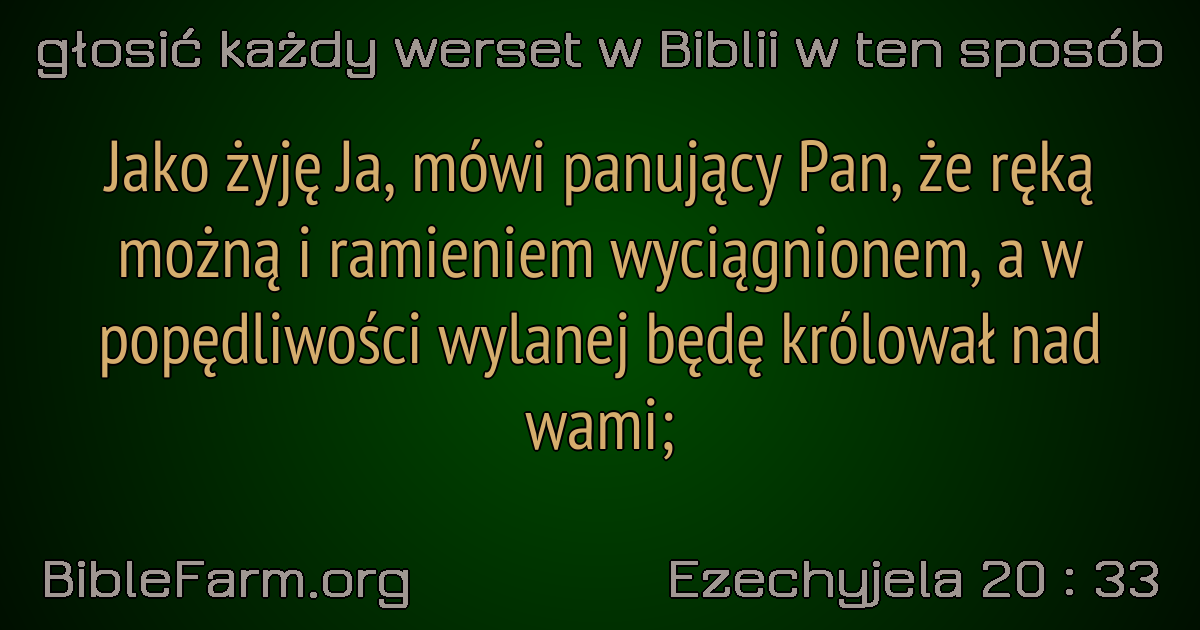 głosić każdy werset w Biblii w ten sposób
Jako żyję Ja, mówi panujący Pan, że ręką
możną i ramieniem wyciągnionem, a w
popędliwości wylanej będę królował nad
wami;
BibleFarm.org
Ezechyjela 20 : 33